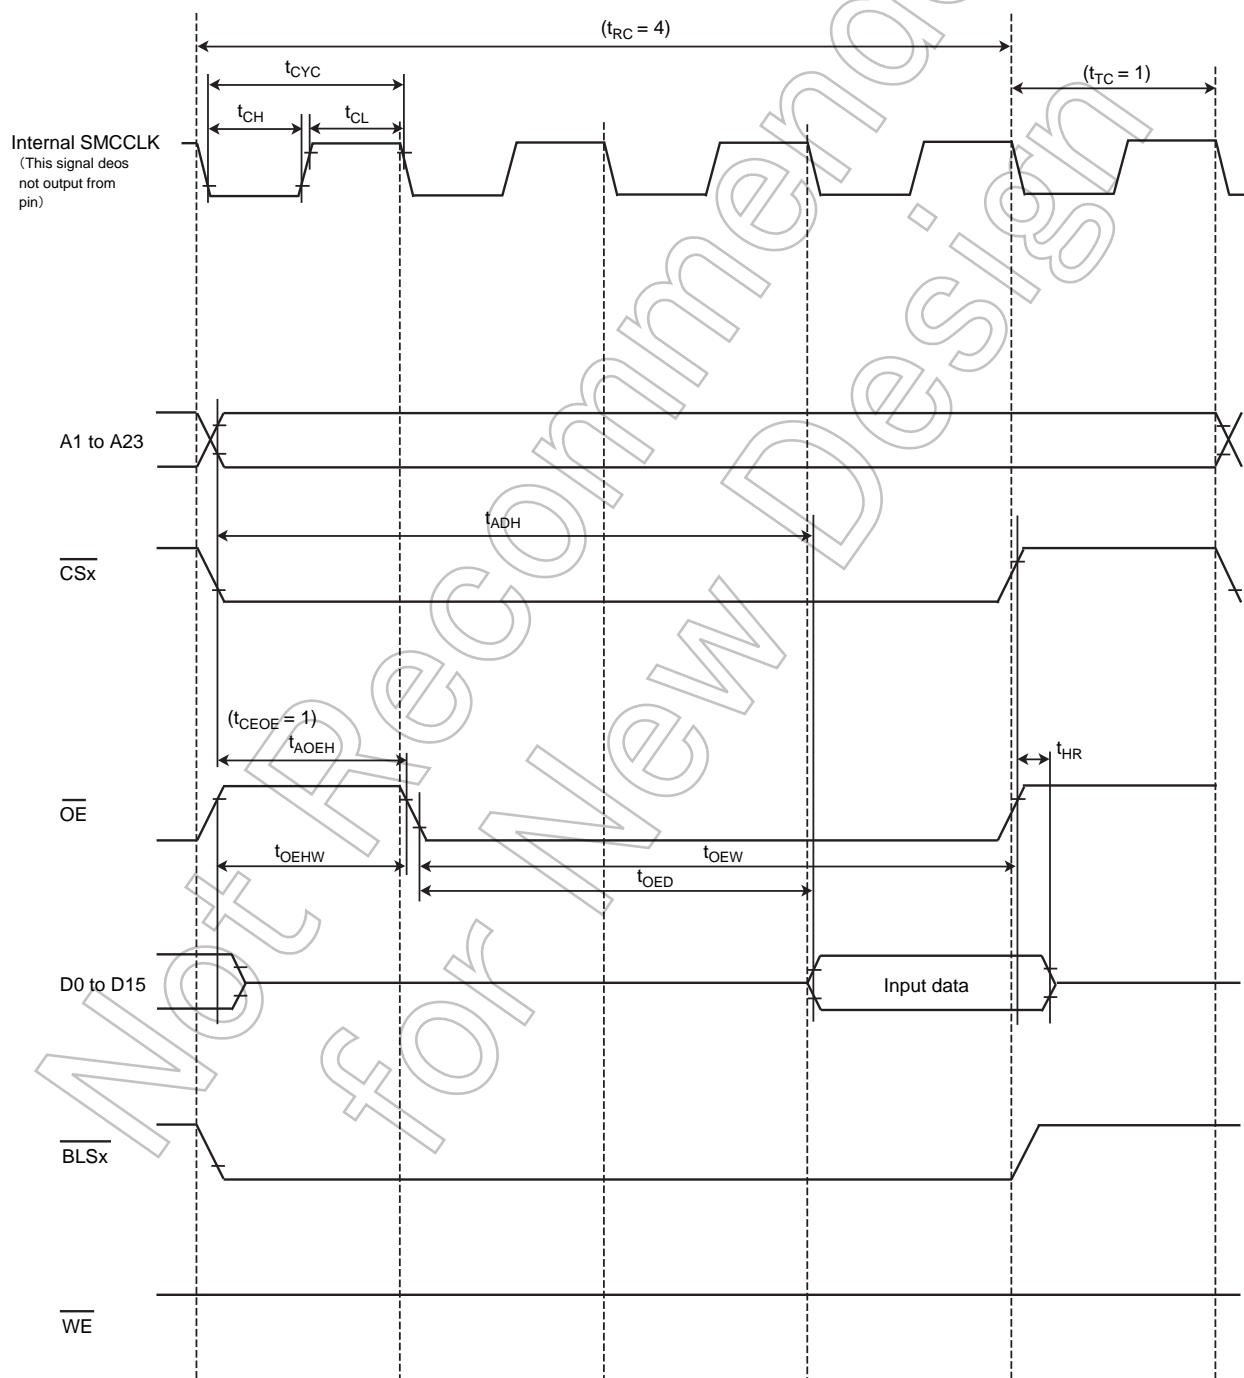 (tRC = 4)
tCYC
(tTC = 1)
tCH
tCL
Internal SMCCLK
(This signal deos
not output from
pin)
A1 to A23
tADH
CSx
(tCEOE = 1)
tAOEH
tHR
OE
tOEHW
tOEW
tOED
D0 to D15
Input data
BLSx
WE
Not Recommende
for New Design